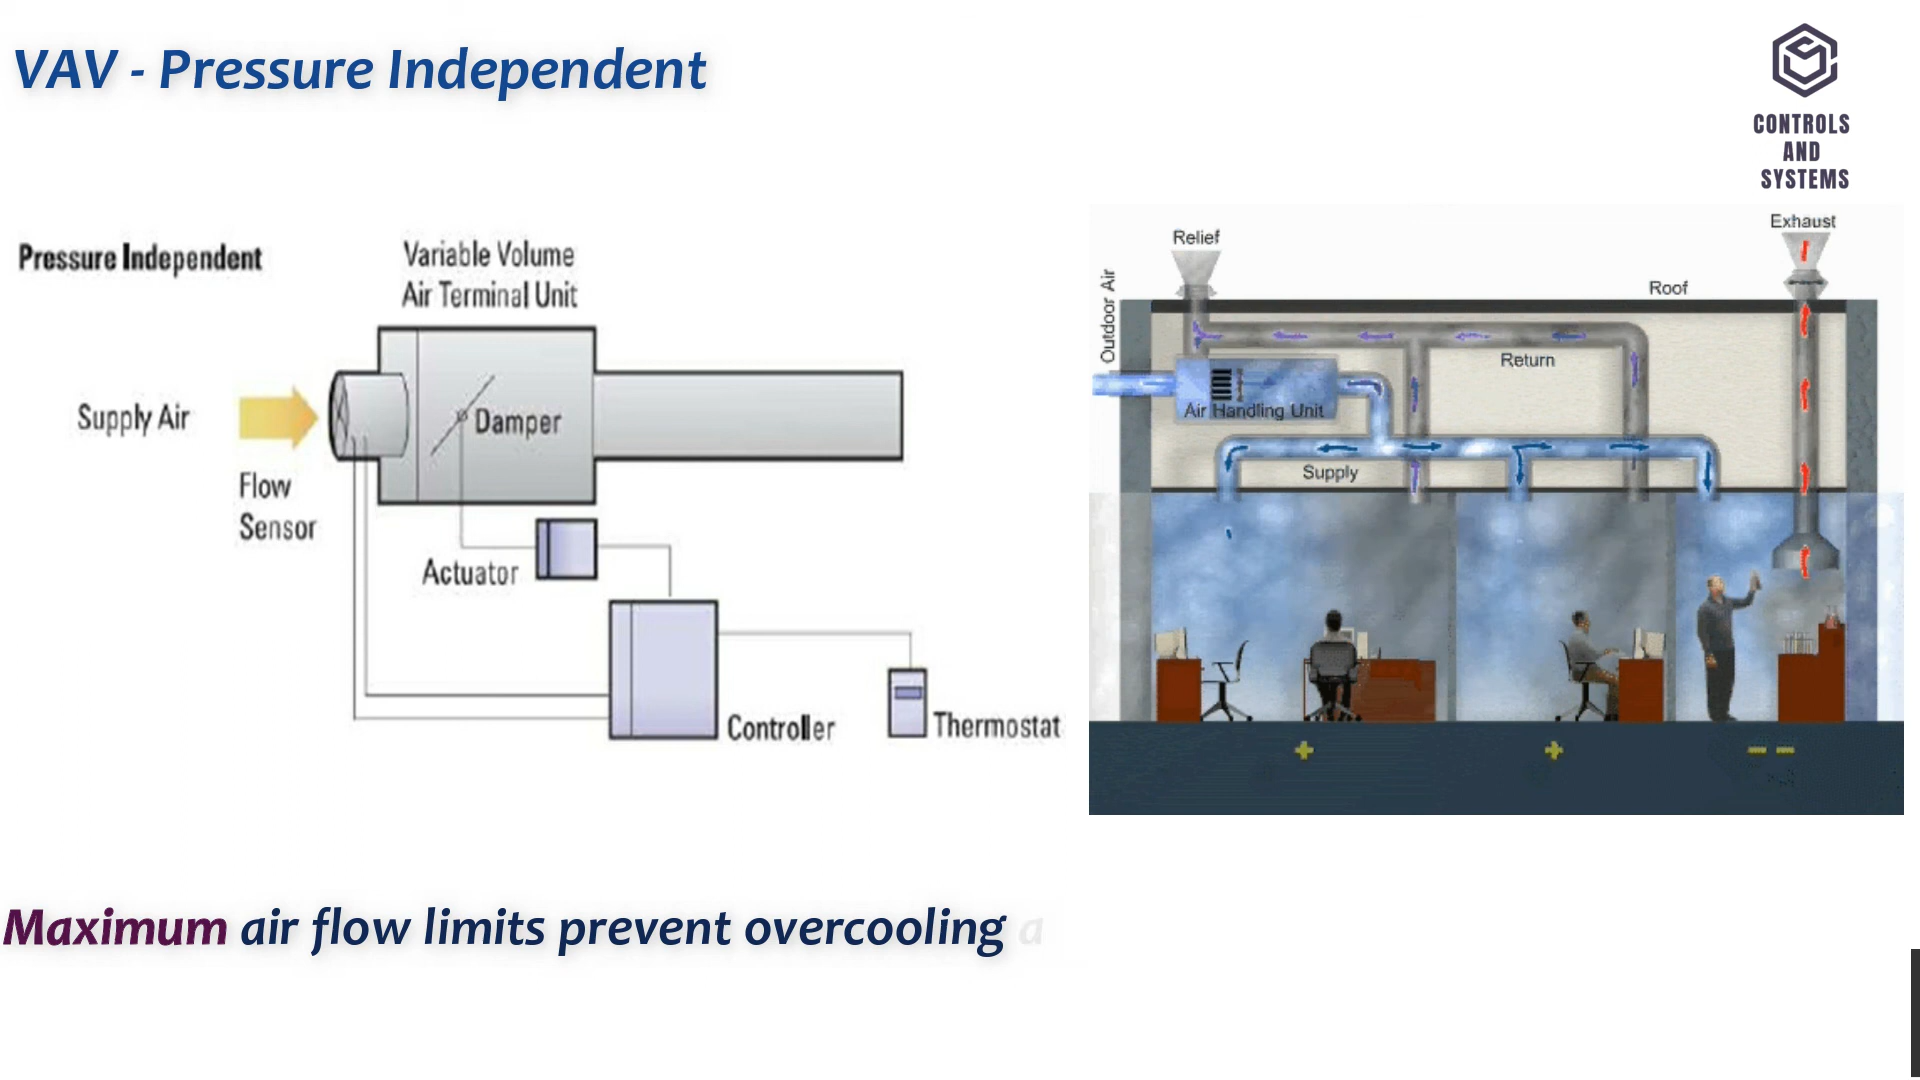 VAV - Pressure Independent
CONTROLS
AND
SYSTEMS
Pressure Independent
Variable Volume
Air Terminal Unit
Supply Air
Damper
Flow
Sensor
Actuator
Controller
Thermostat
Relief
Exhaust
Outdoor Air
Roof
Return
Air Handling Unit
Supply
+
+
- -
Maximum air flow limits prevent overcooling a